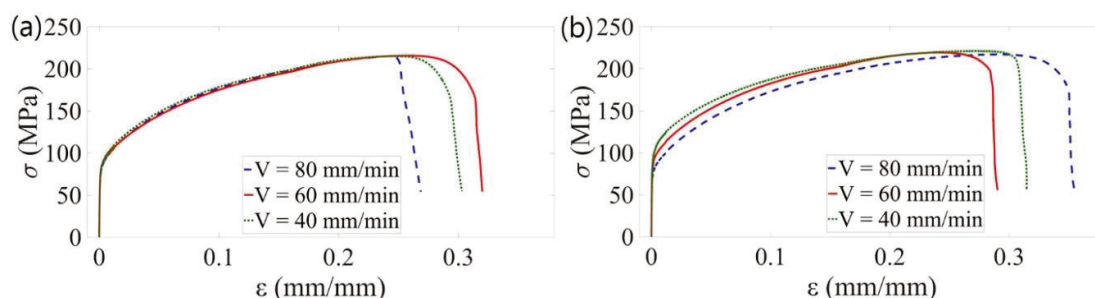 (a)
250
200
150
100
50
0
σ (MPa)
V = 80 mm/min
V = 60 mm/min
V = 40 mm/min
0 0.1 0.2 0.3
ε (mm/mm)
(b)
250
200
150
100
50
0
σ (MPa)
V = 80 mm/min
V = 60 mm/min
V = 40 mm/min
0 0.1 0.2 0.3
ε (mm/mm)